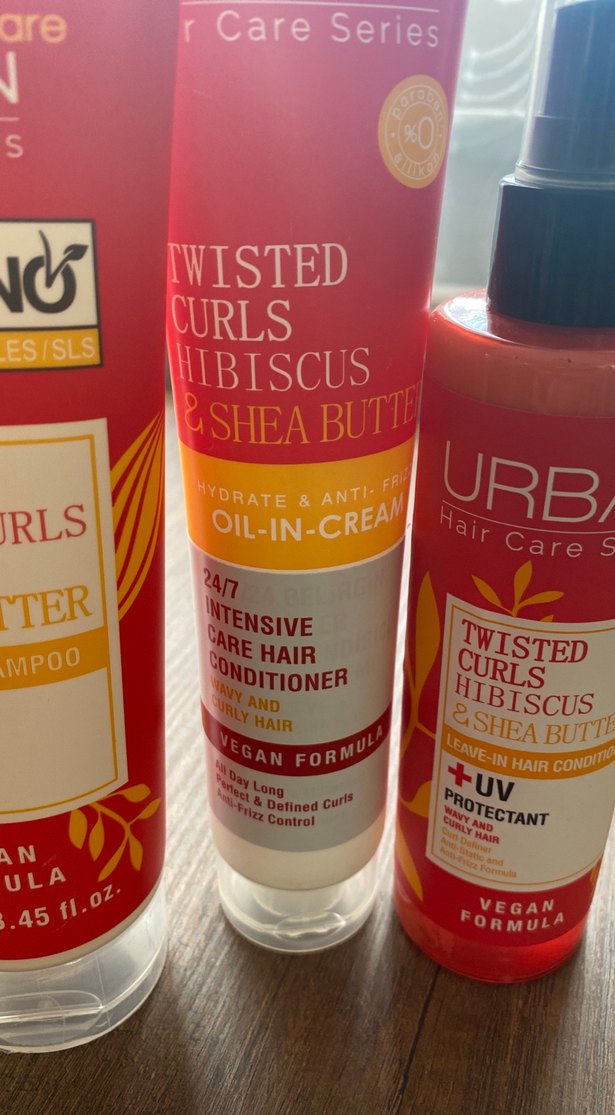 are
N
s
NO
LES/SLS
URLS
TTER
AMPOO
AN
ULA
8.45 fl.oz.
r Care Series
paraben
%0
silikon
TWISTED
CURLS
HIBISCUS
& SHEA BUTTE
HYDRATE & ANTI- FRIZ
OIL-IN-CREAM
24/7
INTENSIVE
CARE HAIR
CONDITIONER
WAVY AND
CURLY HAIR
VEGAN FORMULA
All Day Long
Perfect & Defined Curls
Anti-Frizz Control
URBA
Hair Care S
TWISTED
CURLS
HIBISCUS
& SHEA BUTTE
LEAVE-IN HAIR CONDITIO
+UV
PROTECTANT
WAVY AND
CURLY HAIR
Curl Definer
Anti-Static and
Anti-Frizz Formula
VEGAN
FORMULA